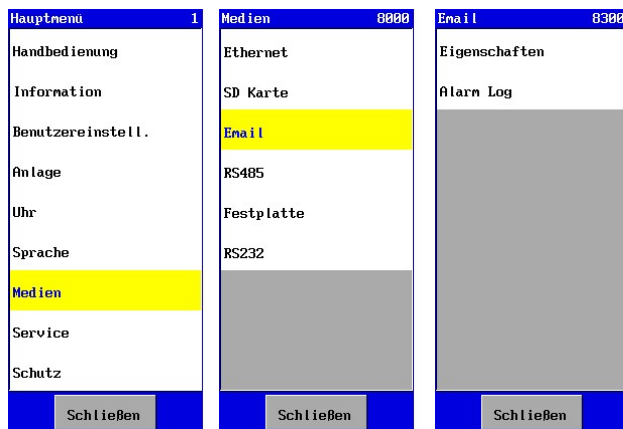 Hauptmenü 1
Handbedienung
Information
Benutzereinstell.
Anlage
Uhr
Sprache
Medien
Service
Schutz
Schließen
Medien 8000
Ethernet
SD Karte
Email
RS485
Festplatte
RS232
Schließen
Email 8300
Eigenschaften
Alarm Log
Schließen